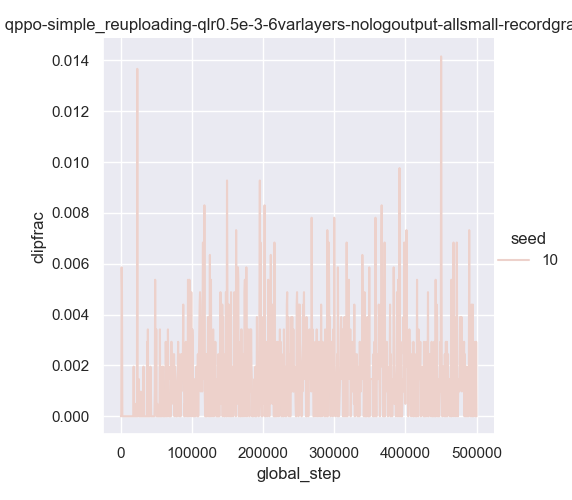 qppo-simple_reuploading-qlr0.5e-3-6varlayers-nologoutput-allsmall-recordgra
0.014
0.012
0.010
0.008
0.006
0.004
0.002
0.000
clipfrac
0 100000 200000 300000 400000 500000
global_step
seed
10